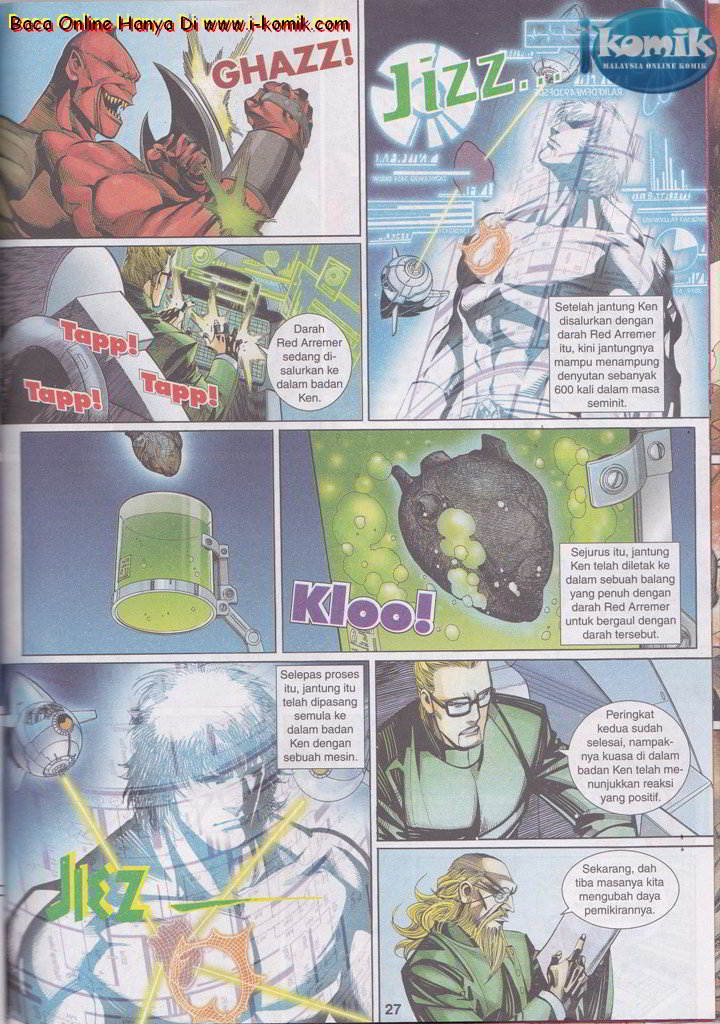 Baca Online Hanya Di www.i-komik.com
ikomik
MALAYSIA ONLINE KOMIK
GHAZZ!
JIZZ...
Setelah jantung Ken
disalurkan dengan
darah Red Arremer
itu, kini jantungnya
mampu menampung
denyutan sebanyak
600 kali dalam masa
seminit.
Tapp!
Tapp!
Tapp!
Darah
Red Arremer
sedang di-
salurkan ke
dalam badan
Ken.
Kloo!
Sejurus itu, jantung
Ken telah diletak ke
dalam sebuah balang
yang penuh dengan
darah Red Arremer
untuk bergaul dengan
darah tersebut.
Selepas proses
itu, jantung itu
telah dipasang
semula ke
dalam badan
Ken dengan
sebuah mesin.
JIEZ
Peringkat
kedua sudah
selesai, nampak-
nya kuasa di dalam
badan Ken telah me-
nunjukkan reaksi
yang positif.
Sekarang, dah
tiba masanya kita
mengubah daya
pemikirannya.
27